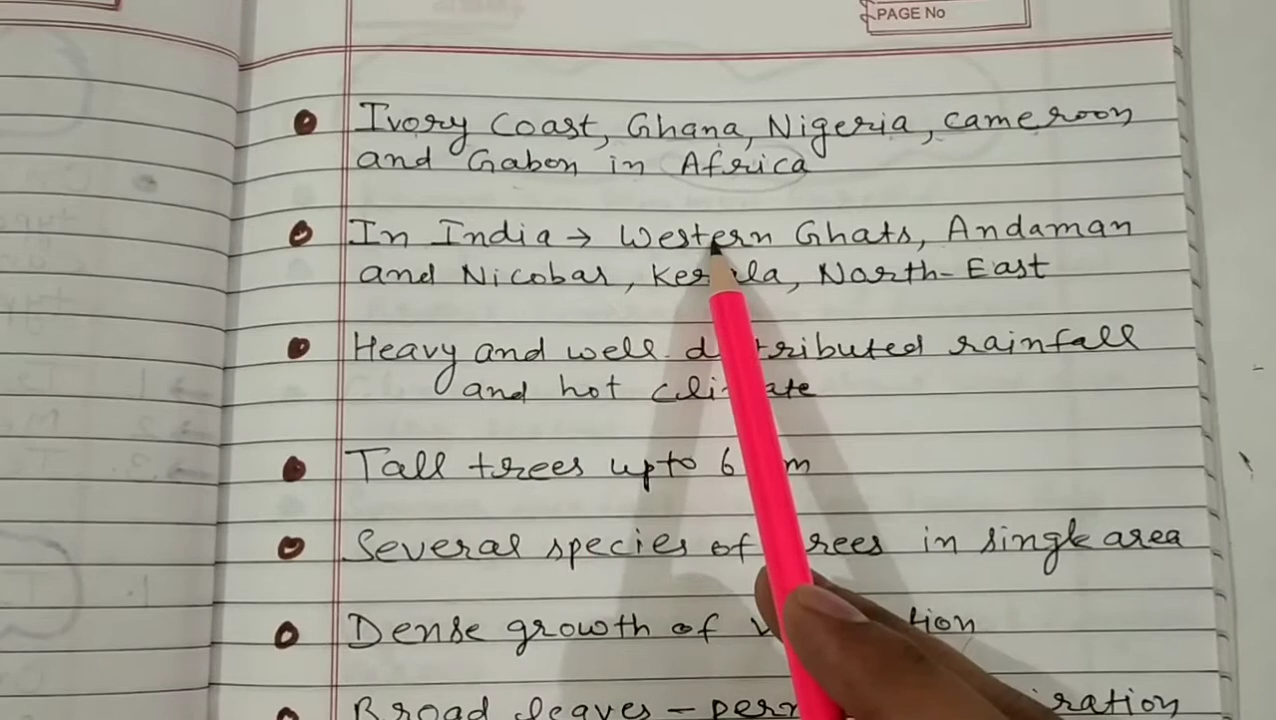 PAGE No
Ivory Coast, Ghana, Nigeria, cameroon
and Gabon in Africa
In India → Western Ghats, Andaman
and Nicobar, Kerala, North-East
Heavy and well distributed rainfall
and hot climate
Tall trees upto m
Several species of trees in single area
Dense growth of
Broad leaves -